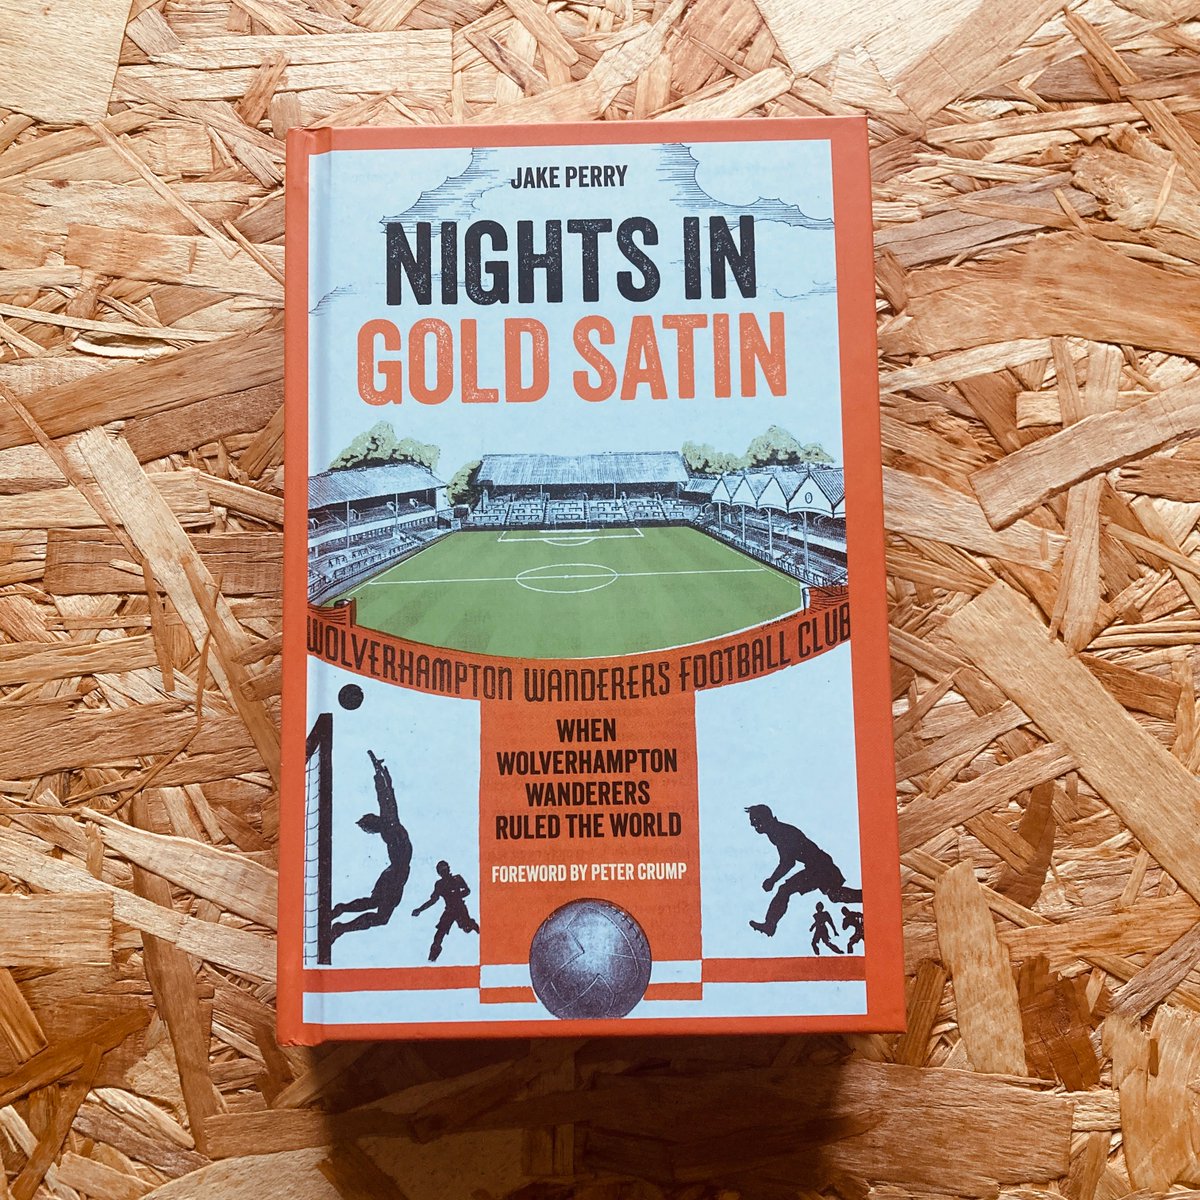 JAKE PERRY
NIGHTS IN
GOLD SATIN
WOLVERHAMPTON WANDERERS FOOTBALL CLUB
WHEN
WOLVERHAMPTON
WANDERERS
RULED THE WORLD
FOREWORD BY PETER CRUMP